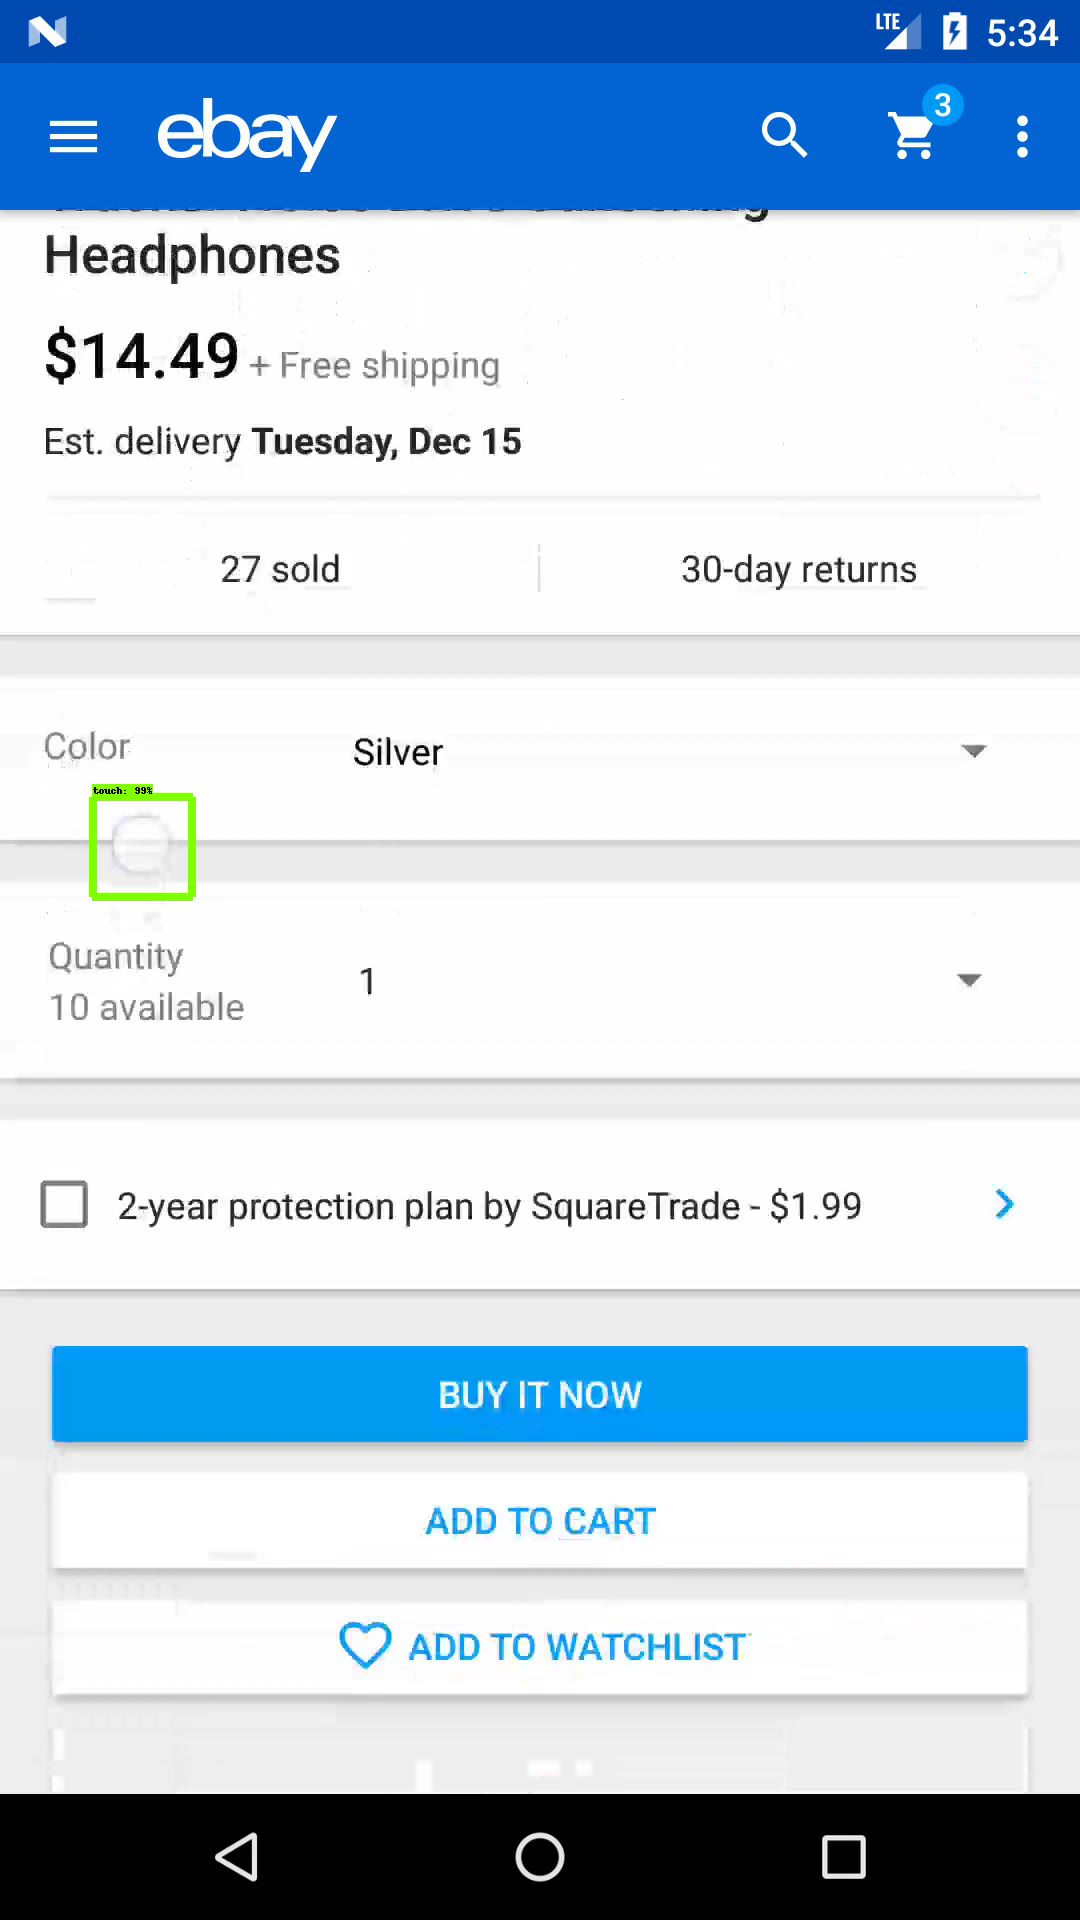 LTE 5:34
ebay 3
Headphones
$14.49 + Free shipping
Est. delivery Tuesday, Dec 15
27 sold 30-day returns
Color Silver
touch: 99%
Quantity
10 available
1
2-year protection plan by SquareTrade - $1.99
BUY IT NOW
ADD TO CART
ADD TO WATCHLIST